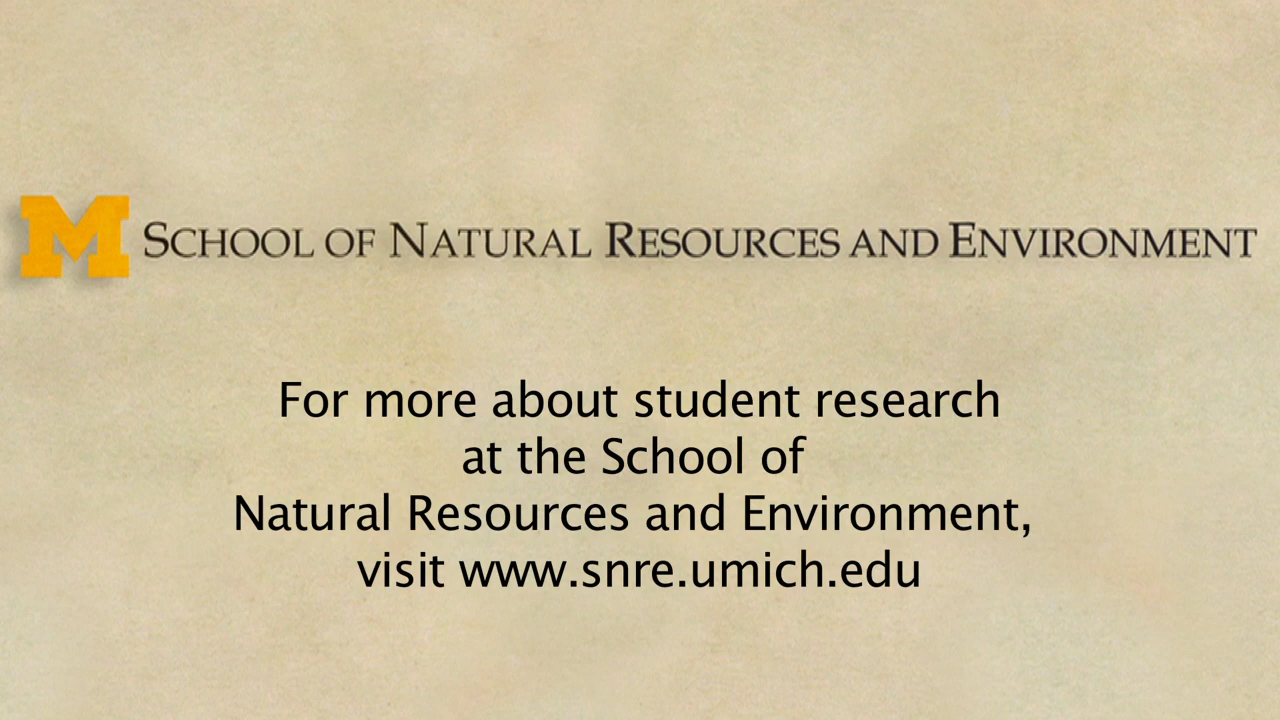 M SCHOOL OF NATURAL RESOURCES AND ENVIRONMENT
For more about student research
at the School of
Natural Resources and Environment,
visit www.snre.umich.edu